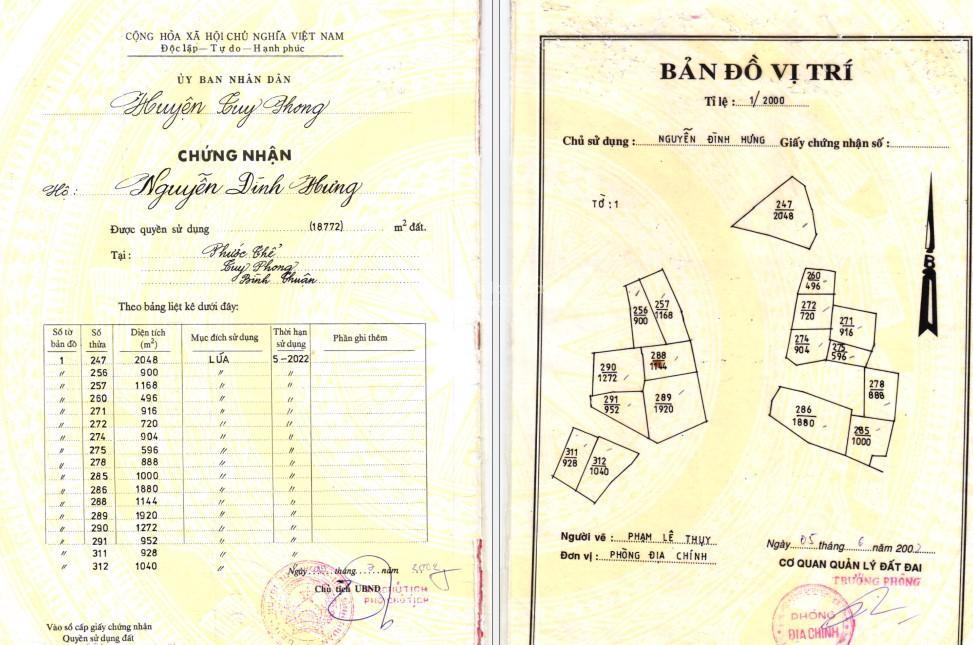 CỘNG HÒA XÃ HỘI CHỦ NGHĨA VIỆT NAM
Độc lập – Tự do – Hạnh phúc
ỦY BAN NHÂN DÂN
Huyện Tuy Phong
CHỨNG NHẬN
Hộ : Nguyễn Đình Hưng
Được quyền sử dụng (18772) m² đất.
Tại : Phước Thể
Tuy Phong
Bình Thuận
Theo bảng liệt kê dưới đây:
Số tờ bản đồ Số thửa Diện tích (m²) Mục đích sử dụng Thời hạn sử dụng Phần ghi thêm
1 247 2048 LÚA 5-2022
〃 256 900 〃 〃
〃 257 1168 〃 〃
〃 260 496 〃 〃
〃 271 916 〃 〃
〃 272 720 〃 〃
〃 274 904 〃 〃
〃 275 596 〃 〃
〃 278 888 〃 〃
〃 285 1000 〃 〃
〃 286 1880 〃 〃
〃 288 1144 〃 〃
〃 289 1920 〃 〃
〃 290 1272 〃 〃
〃 291 952 〃 〃
〃 311 928 〃 〃
〃 312 1040 〃 〃
Ngày tháng năm
Chủ tịch UBND
CHỦ TỊCH
PHÓ CHỦ TỊCH
Vào sổ cấp giấy chứng nhận
Quyền sử dụng đất
BẢN ĐỒ VỊ TRÍ
Tỉ lệ : 1/2000
Chủ sử dụng : NGUYỄN ĐÌNH HƯNG Giấy chứng nhận số :
TỜ : 1
247
2048
B
260
496
256
900
257
1168
272
720
271
916
274
904
275
596
288
1144
290
1272
278
888
291
952
289
1920
286
1880
285
1000
311
928
312
1040
Người vẽ : PHẠM LÊ THỤY
Đơn vị : PHÒNG ĐỊA CHÍNH
Ngày 05 tháng 6 năm 2002
CƠ QUAN QUẢN LÝ ĐẤT ĐAI
TRƯỞNG PHÒNG
PHÒNG
ĐỊA CHÍNH